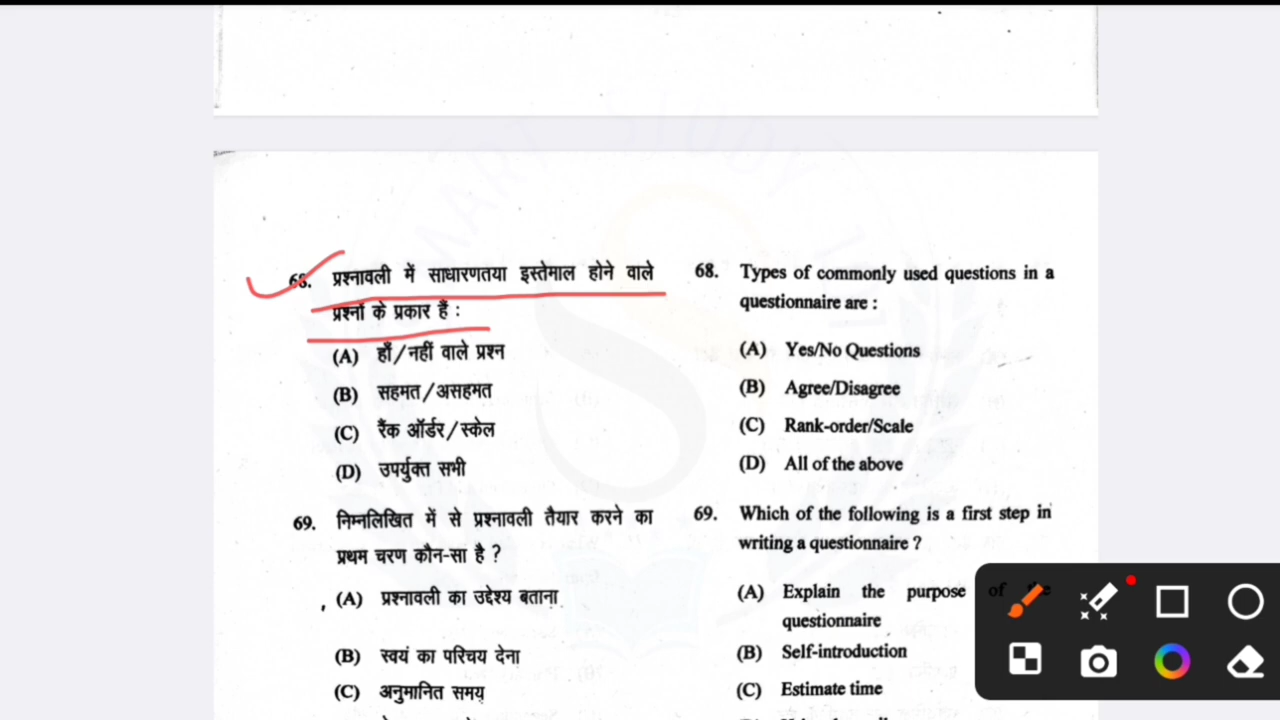 68. प्रश्नावली में साधारणतया इस्तेमाल होने वाले
प्रश्नों के प्रकार हैं :
(A) हाँ/नहीं वाले प्रश्न
(B) सहमत/असहमत
(C) रैंक ऑर्डर/स्केल
(D) उपर्युक्त सभी
69. निम्नलिखित में से प्रश्नावली तैयार करने का
प्रथम चरण कौन-सा है ?
(A) प्रश्नावली का उद्देश्य बताना
(B) स्वयं का परिचय देना
(C) अनुमानित समय
68. Types of commonly used questions in a
questionnaire are :
(A) Yes/No Questions
(B) Agree/Disagree
(C) Rank-order/Scale
(D) All of the above
69. Which of the following is a first step in
writing a questionnaire ?
(A) Explain the purpose of the
questionnaire
(B) Self-introduction
(C) Estimate time